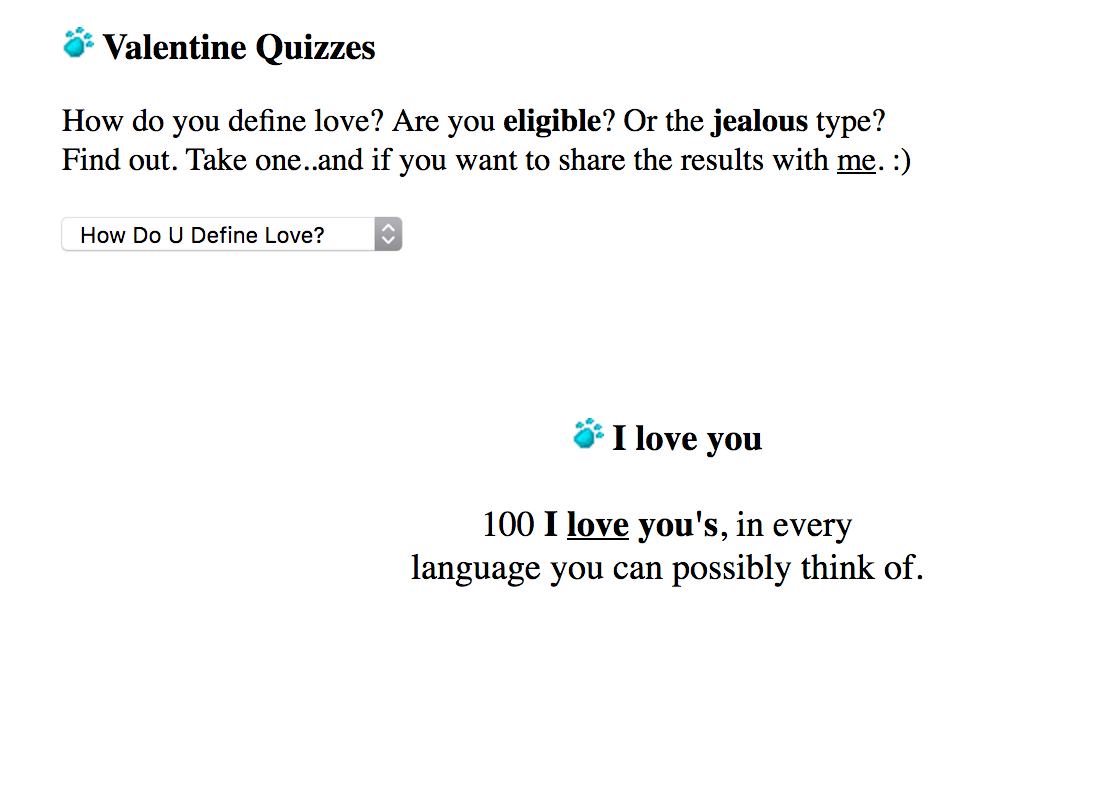 Valentine Quizzes
How do you define love? Are you eligible? Or the jealous type?
Find out. Take one..and if you want to share the results with me. :)
How Do U Define Love?
I love you
100 I love you's, in every
language you can possibly think of.